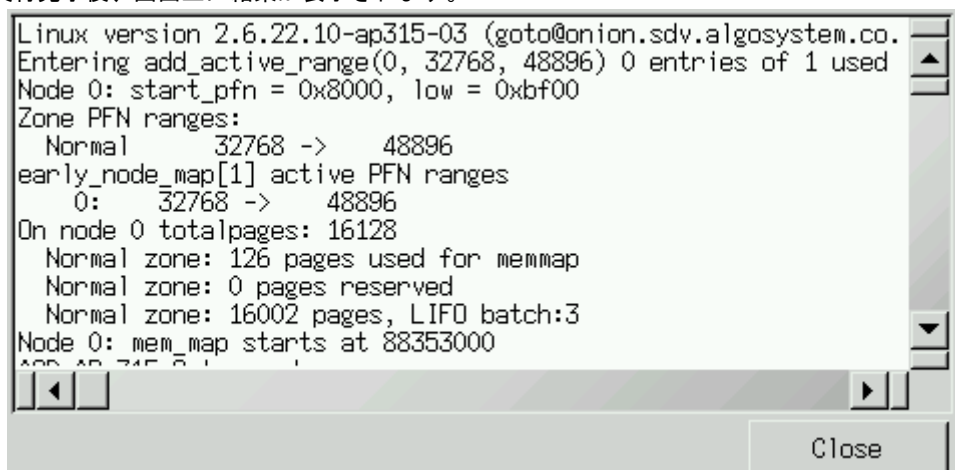 Linux version 2.6.22.10-ap315-03 (goto@onion.sdv.algosystem.co.
Entering add_active_range(0, 32768, 48896) 0 entries of 1 used
Node 0: start_pfn = 0x8000, low = 0xbf00
Zone PFN ranges:
Normal 32768 -> 48896
early_node_map[1] active PFN ranges
0: 32768 -> 48896
On node 0 totalpages: 16128
Normal zone: 126 pages used for memmap
Normal zone: 0 pages reserved
Normal zone: 16002 pages, LIFO batch:3
Node 0: mem_map starts at 88353000
Close